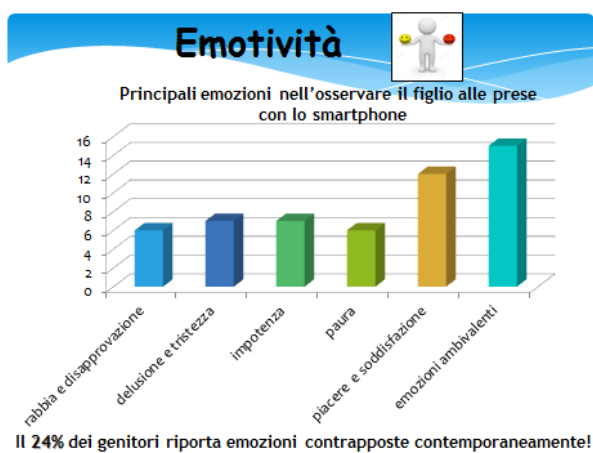 Emotività
Principali emozioni nell'osservare il figlio alle prese
con lo smartphone
16
14
12
10
8
6
4
2
0
rabbia e disapprovazione
delusione e tristezza
impotenza
paura
piacere e soddisfazione
emozioni ambivalenti
Il 24% dei genitori riporta emozioni contrapposte contemporaneamente!